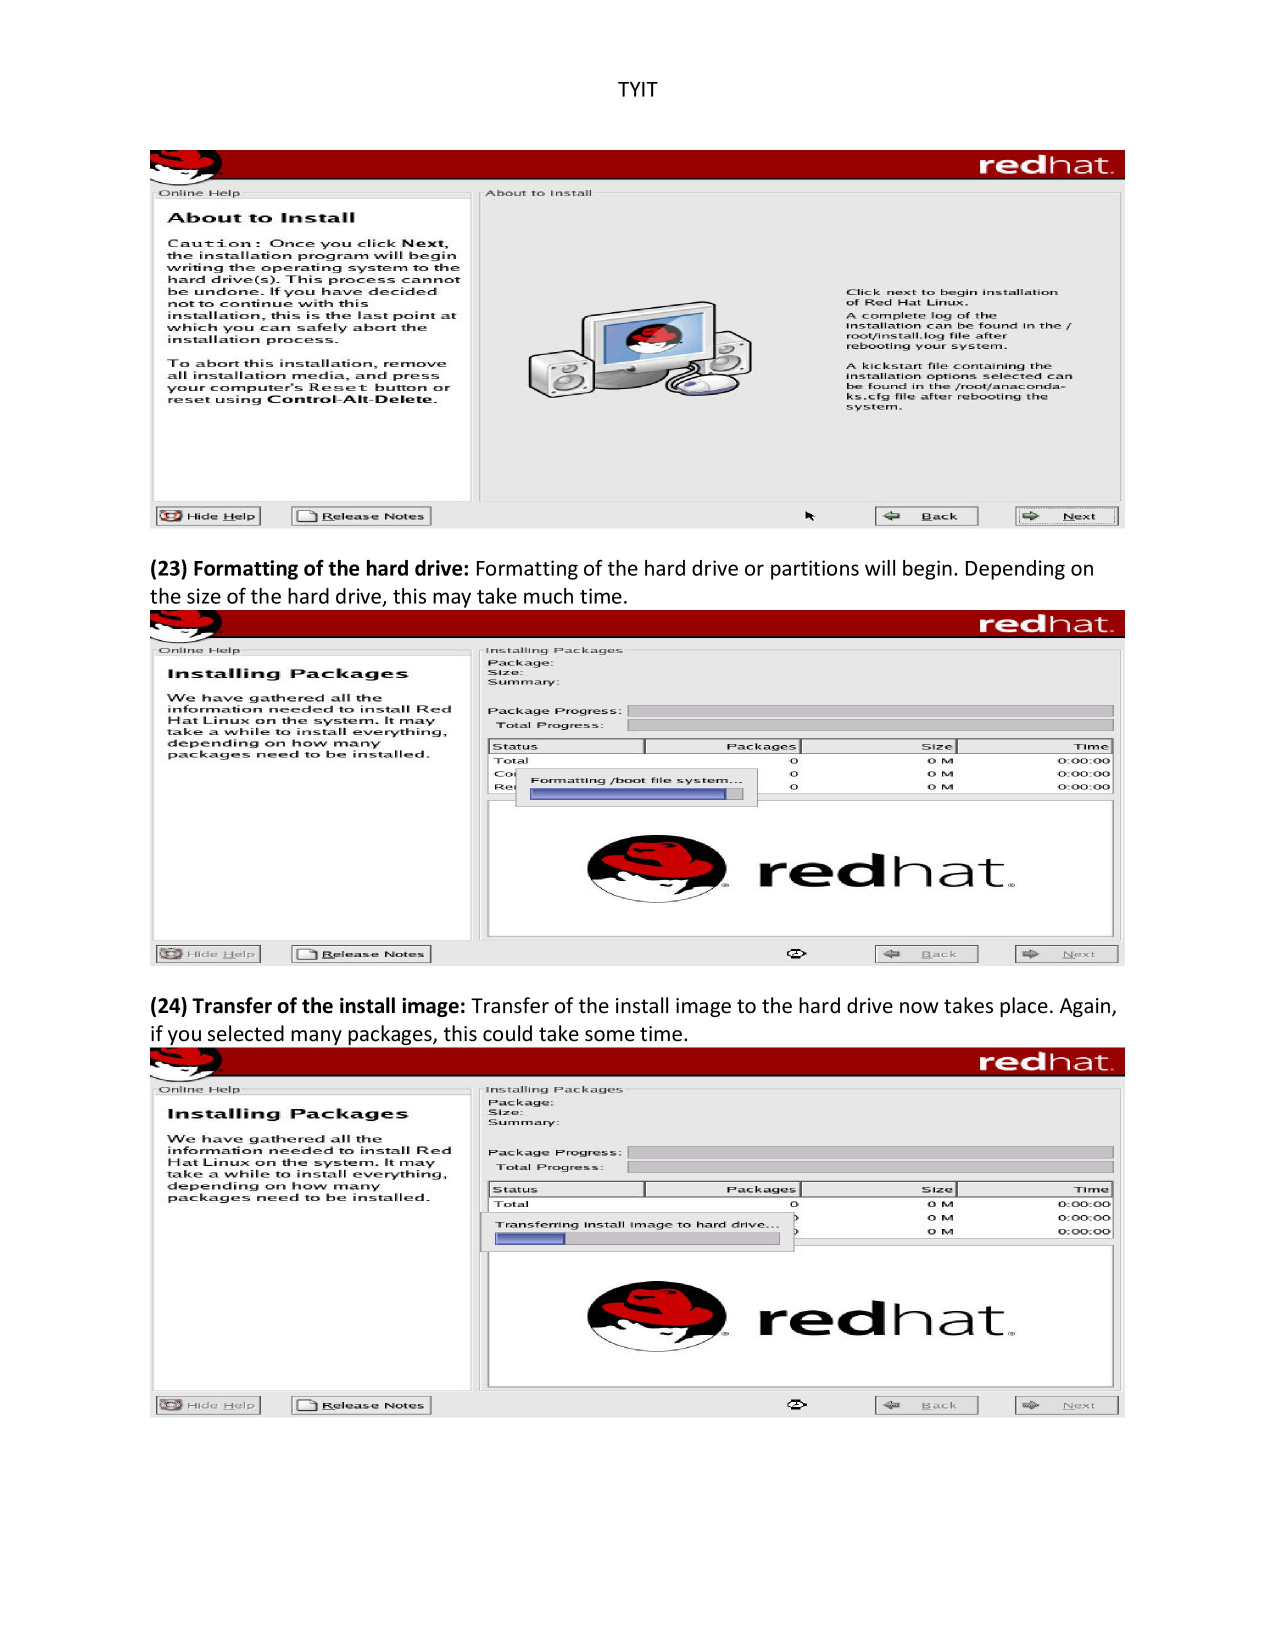 TYIT
redhat.
Online Help
About to Install
About to Install
Caution: Once you click Next,
the installation program will begin
writing the operating system to the
hard drive(s). This process cannot
be undone. If you have decided
not to continue with this
installation, this is the last point at
which you can safely abort the
installation process.
To abort this installation, remove
all installation media, and press
your computer's Reset button or
reset using Control-Alt-Delete.
Click next to begin installation
of Red Hat Linux.
A complete log of the
installation can be found in the /
root/install.log file after
rebooting your system.
A kickstart file containing the
installation options selected can
be found in the /root/anaconda-
ks.cfg file after rebooting the
system.
Hide Help Release Notes Back Next
(23) Formatting of the hard drive: Formatting of the hard drive or partitions will begin. Depending on
the size of the hard drive, this may take much time.
redhat.
Online Help
Installing Packages
We have gathered all the
information needed to install Red
Hat Linux on the system. It may
take a while to install everything,
depending on how many
packages need to be installed.
Installing Packages
Package:
Size:
Summary:
Package Progress:
Total Progress:
Status Packages Size Time
Total 0 0 M 0:00:00
Co 0 0 M 0:00:00
Re 0 0 M 0:00:00
Formatting /boot file system...
redhat.
Hide Help Release Notes Back Next
(24) Transfer of the install image: Transfer of the install image to the hard drive now takes place. Again,
if you selected many packages, this could take some time.
redhat.
Online Help
Installing Packages
We have gathered all the
information needed to install Red
Hat Linux on the system. It may
take a while to install everything,
depending on how many
packages need to be installed.
Installing Packages
Package:
Size:
Summary:
Package Progress:
Total Progress:
Status Packages Size Time
Total 0 0 M 0:00:00
0 M 0:00:00
0 M 0:00:00
Transferring install image to hard drive...
redhat.
Hide Help Release Notes Back Next